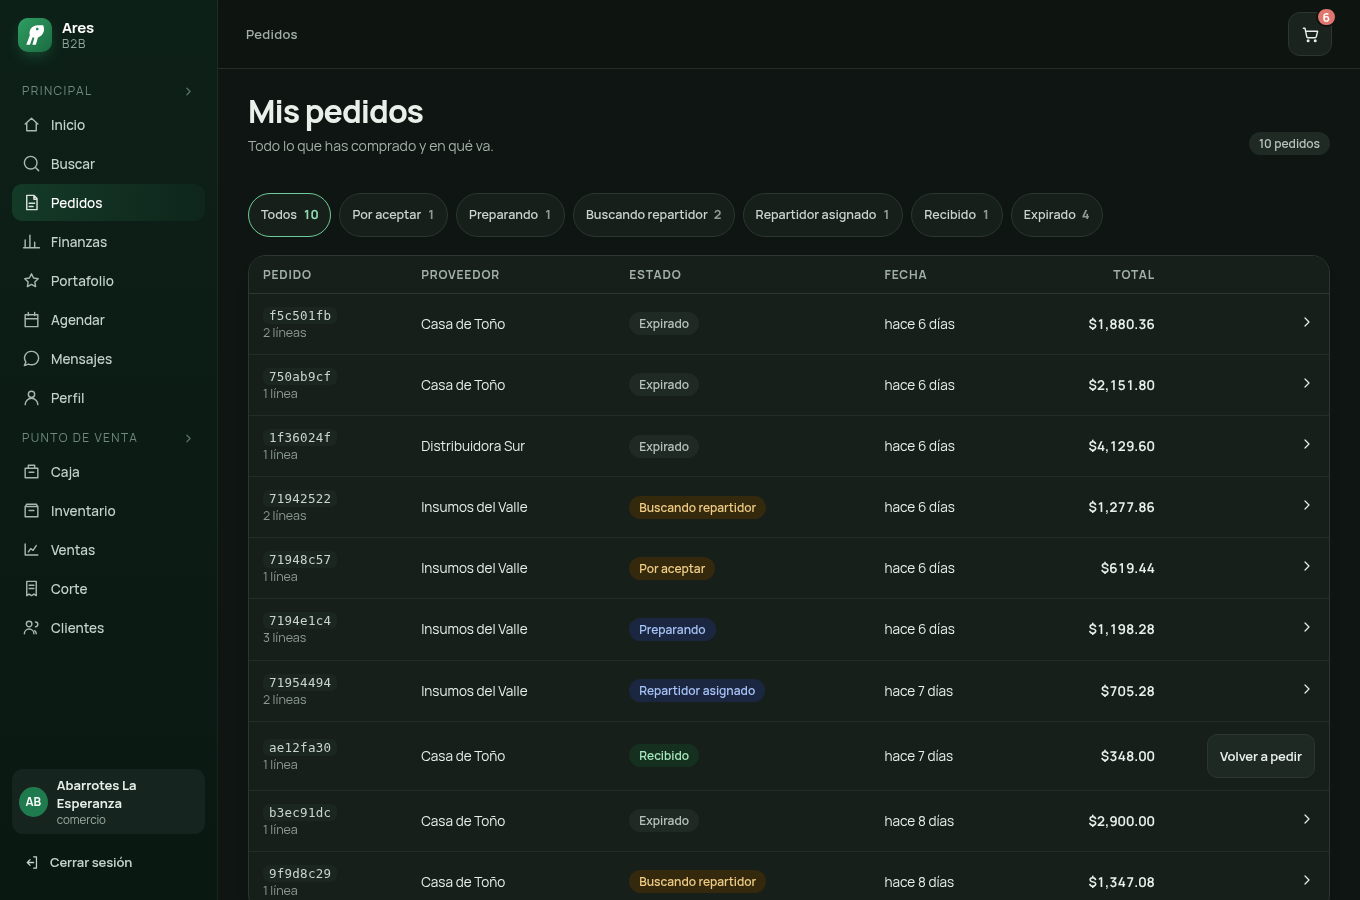 Ares
B2B
PRINCIPAL
Inicio
Buscar
Pedidos
Finanzas
Portafolio
Agendar
Mensajes
Perfil
PUNTO DE VENTA
Caja
Inventario
Ventas
Corte
Clientes
AB
Abarrotes La
Esperanza
comercio
Cerrar sesión
Pedidos
6
Mis pedidos
Todo lo que has comprado y en qué va.
10 pedidos
Todos 10
Por aceptar 1
Preparando 1
Buscando repartidor 2
Repartidor asignado 1
Recibido 1
Expirado 4
PEDIDO PROVEEDOR ESTADO FECHA TOTAL
f5c501fb
2 líneas
Casa de Toño Expirado hace 6 días $1,880.36
750ab9cf
1 línea
Casa de Toño Expirado hace 6 días $2,151.80
1f36024f
1 línea
Distribuidora Sur Expirado hace 6 días $4,129.60
71942522
2 líneas
Insumos del Valle Buscando repartidor hace 6 días $1,277.86
71948c57
1 línea
Insumos del Valle Por aceptar hace 6 días $619.44
7194e1c4
3 líneas
Insumos del Valle Preparando hace 6 días $1,198.28
71954494
2 líneas
Insumos del Valle Repartidor asignado hace 7 días $705.28
ae12fa30
1 línea
Casa de Toño Recibido hace 7 días $348.00 Volver a pedir
b3ec91dc
1 línea
Casa de Toño Expirado hace 8 días $2,900.00
9f9d8c29
1 línea
Casa de Toño Buscando repartidor hace 8 días $1,347.08